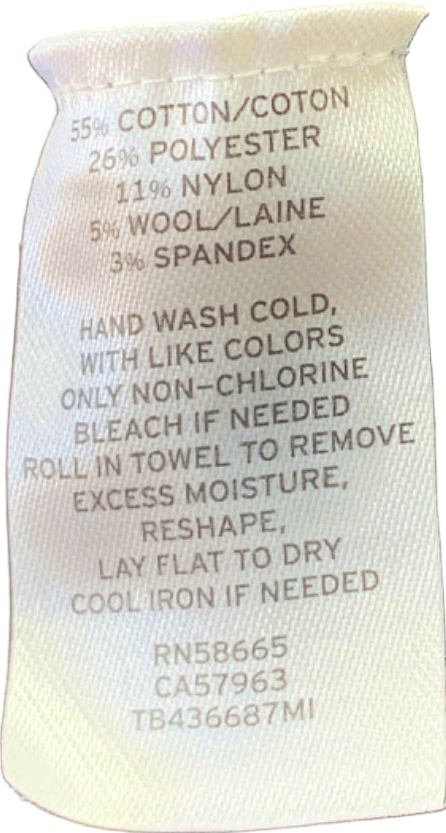 55% COTTON/COTON
26% POLYESTER
11% NYLON
5% WOOL/LAINE
3% SPANDEX
HAND WASH COLD,
WITH LIKE COLORS
ONLY NON-CHLORINE
BLEACH IF NEEDED
ROLL IN TOWEL TO REMOVE
EXCESS MOISTURE,
RESHAPE,
LAY FLAT TO DRY
COOL IRON IF NEEDED
RN58665
CA57963
TB436687MI